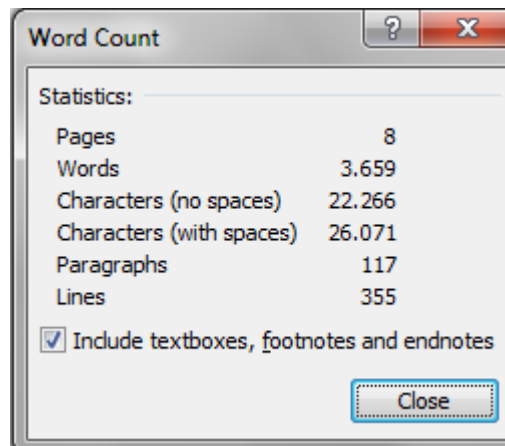 Word Count
Statistics:
Pages 8
Words 3.659
Characters (no spaces) 22.266
Characters (with spaces) 26.071
Paragraphs 117
Lines 355
Include textboxes, footnotes and endnotes
Close